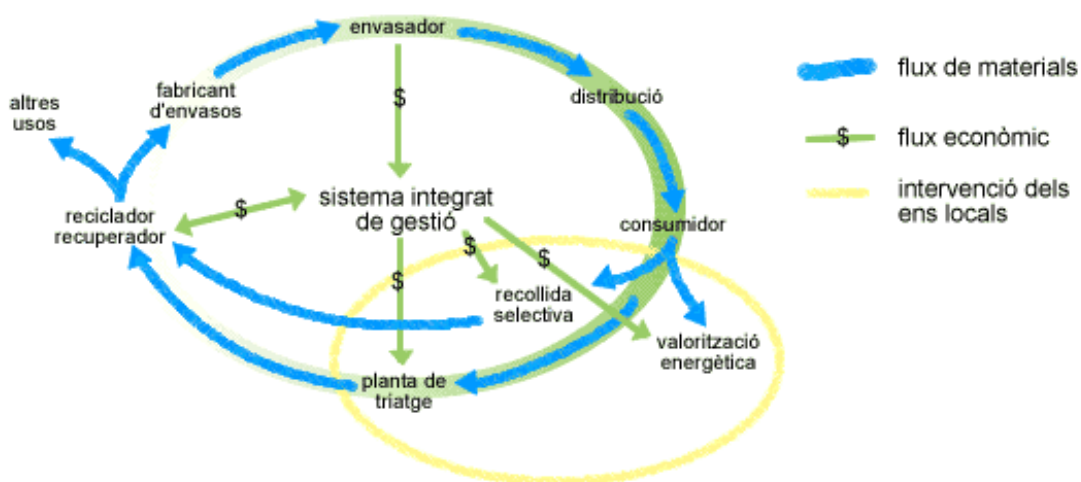 envasador
flux de materials
fabricant
d'envasos
distribució
altres
usos
$
$ flux econòmic
sistema integrat
de gestió
intervenció dels
ens locals
$
reciclador
recuperador
consumidor
$
$
$
recollida
selectiva
valorització
energètica
planta de
triatge